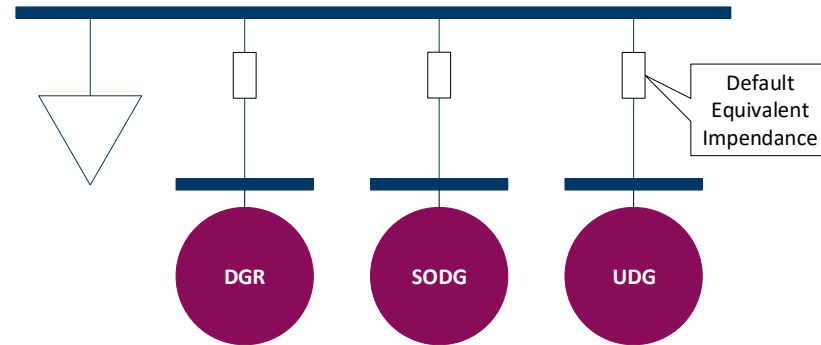 Default
Equivalent
Impendance
DGR
SODG
UDG